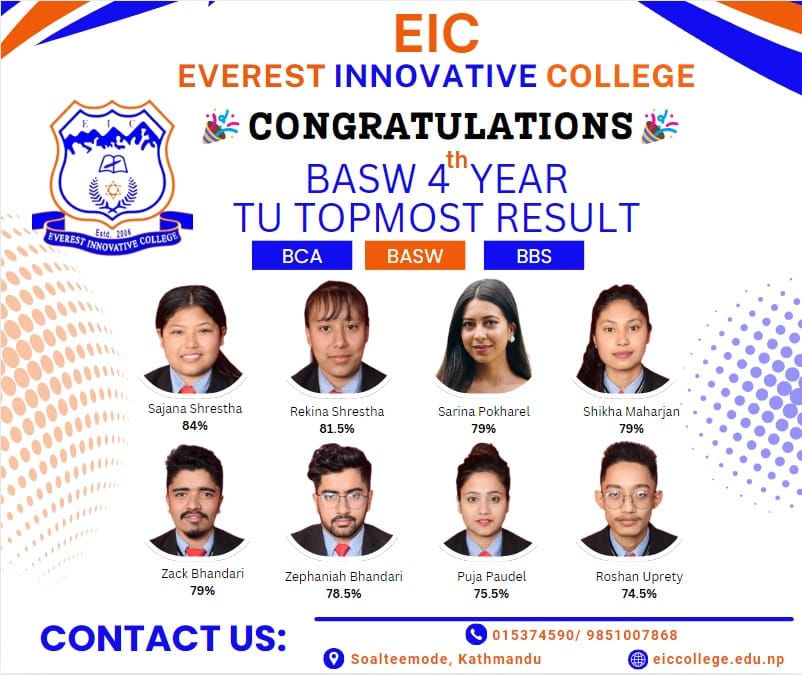 EIC
EVEREST INNOVATIVE COLLEGE
CONGRATULATIONS
E I C
Estd. 2006
EVEREST INNOVATIVE COLLEGE
BASW 4th YEAR
TU TOPMOST RESULT
BCA BASW BBS
Sajana Shrestha Rekina Shrestha Sarina Pokharel Shikha Maharjan
84% 81.5% 79% 79%
Zack Bhandari Zephaniah Bhandari Puja Paudel Roshan Uprety
79% 78.5% 75.5% 74.5%
CONTACT US:
015374590/ 9851007868
Soalteemode, Kathmandu eiccollege.edu.np